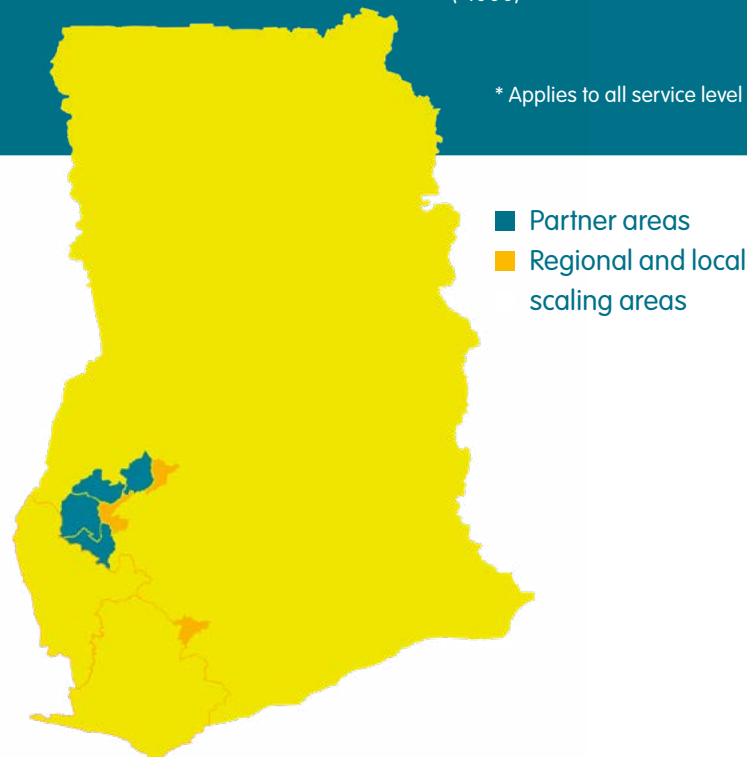 * Applies to all service level
Partner areas
Regional and local
scaling areas